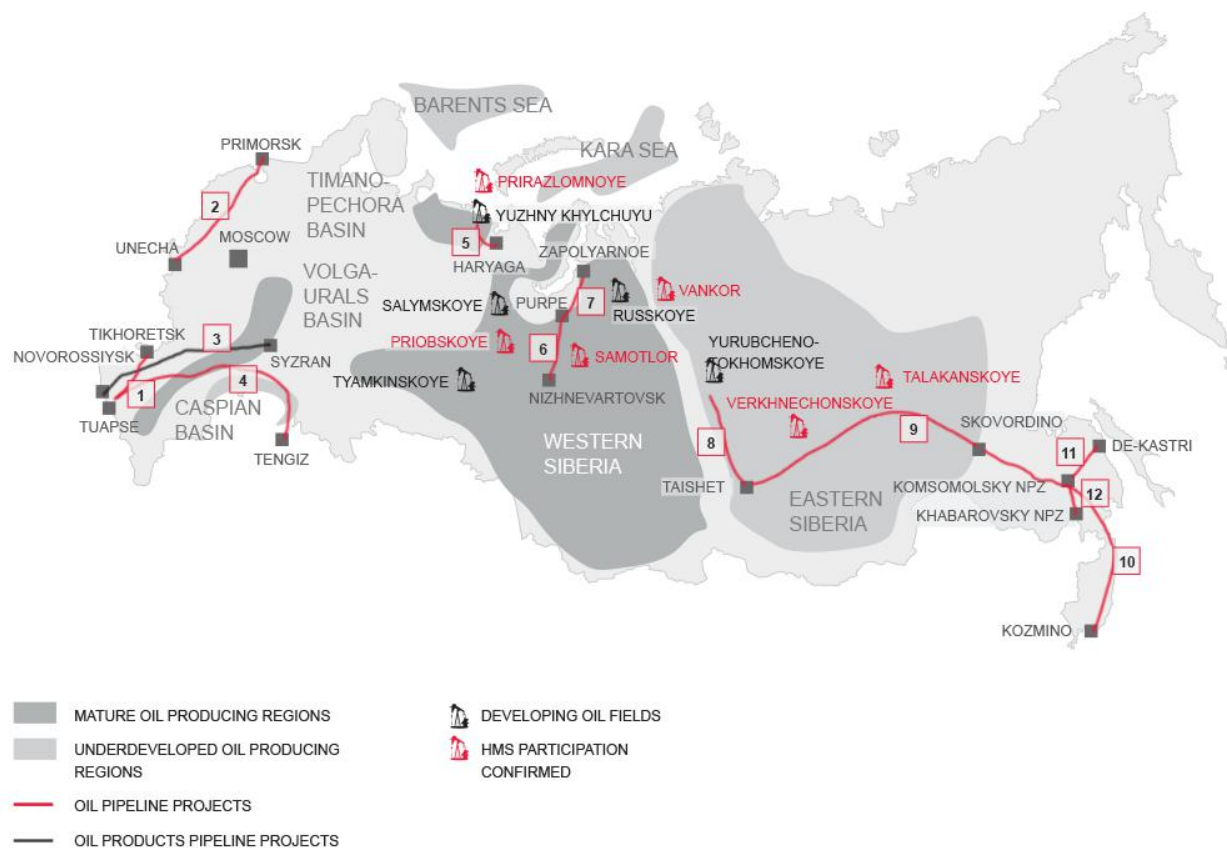 BARENTS SEA
KARA SEA
PRIMORSK
TIMANO-
PECHORA
BASIN
PRIRAZLOMNOYE
2
YUZHNY KHYLCHUYU
MOSCOW
UNECHA
5
HARYAGA
ZAPOLYARNOE
VOLGA-
URALS
BASIN
SALYMSKOYE
PURPE
7
RUSSKOYE
VANKOR
TIKHORETSK
NOVOROSSIYSK
3
SYZRAN
PRIOBSKOYE
6
SAMOTLOR
YURUBCHENO-
TOKHOMSKOYE
1
4
TUAPSE
CASPIAN
BASIN
TENGIZ
TYAMKINSKOYE
NIZHNEVARTOVSK
TALAKANSKOYE
VERKHNECHONSKOYE
WESTERN
SIBERIA
8
9
SKOVORDINO
11
DE-KASTRI
TAISHET
EASTERN
SIBERIA
KOMSOMOLSKY NPZ
12
KHABAROVSKY NPZ
10
KOZMINO
MATURE OIL PRODUCING REGIONS
UNDERDEVELOPED OIL PRODUCING
REGIONS
OIL PIPELINE PROJECTS
OIL PRODUCTS PIPELINE PROJECTS
DEVELOPING OIL FIELDS
HMS PARTICIPATION
CONFIRMED